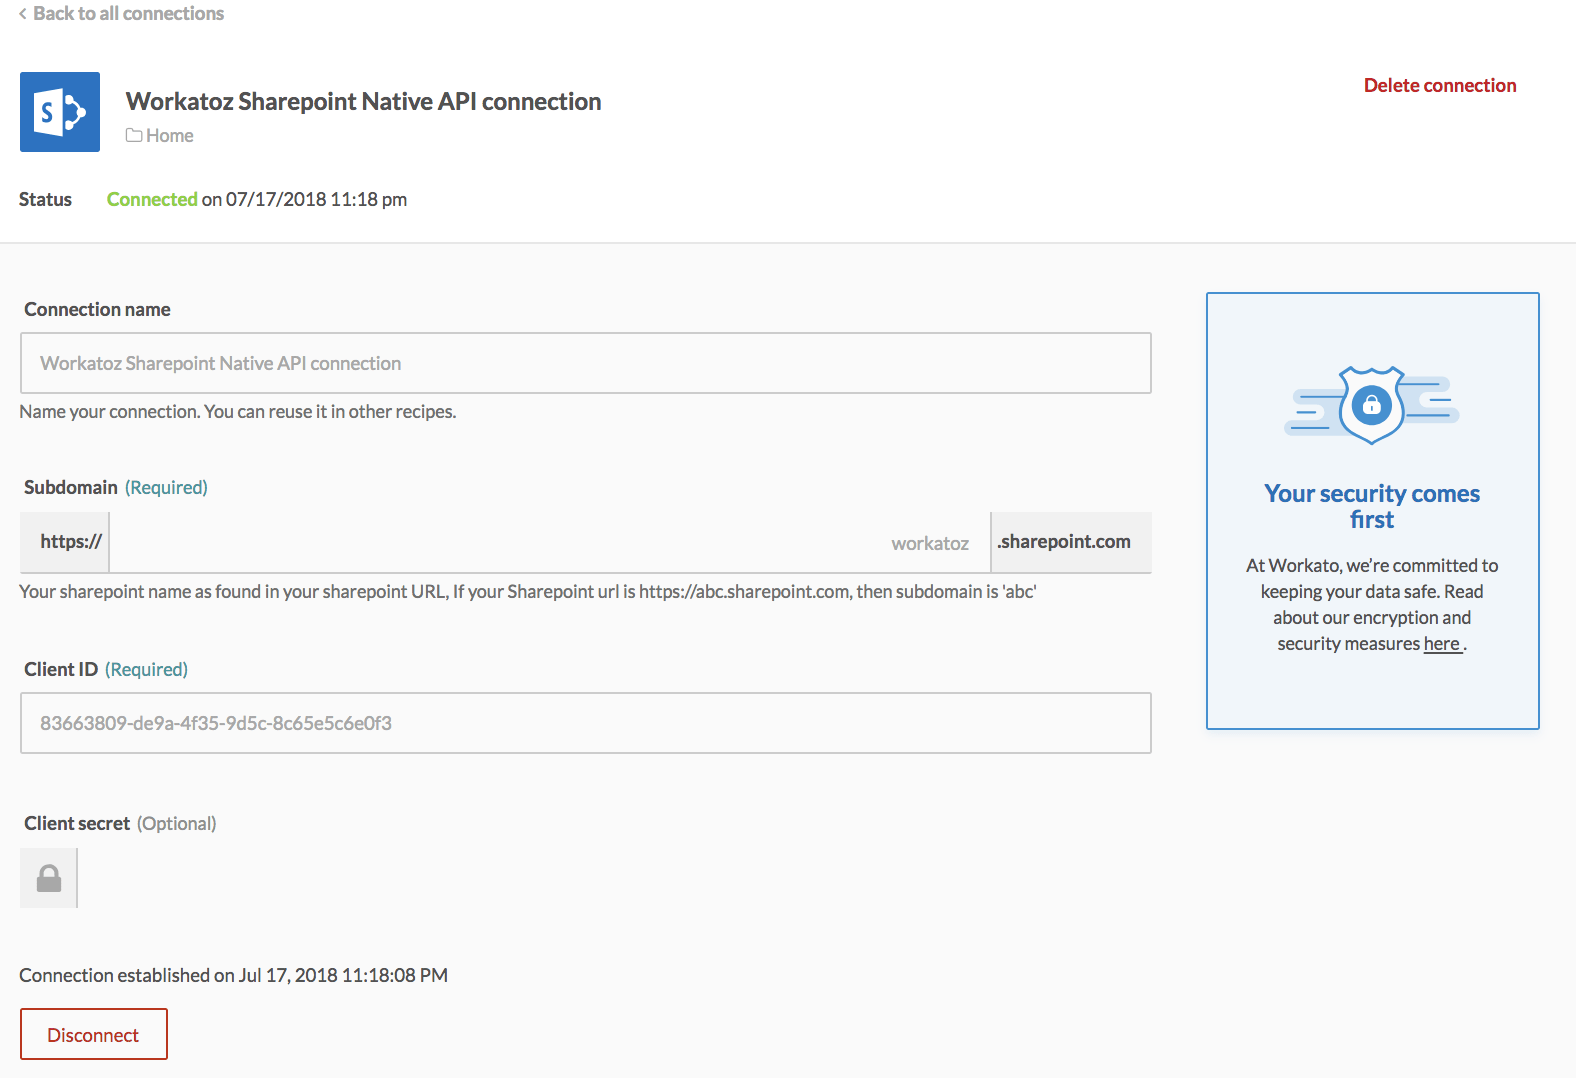 Back to all connections
S
Workatoz Sharepoint Native API connection
Delete connection
Home
Status Connected on 07/17/2018 11:18 pm
Connection name
Workatoz Sharepoint Native API connection
Name your connection. You can reuse it in other recipes.
Subdomain (Required)
https:// workatoz .sharepoint.com
Your sharepoint name as found in your sharepoint URL, If your Sharepoint url is https://abc.sharepoint.com, then subdomain is 'abc'
Client ID (Required)
83663809-de9a-4f35-9d5c-8c65e5c6e0f3
Client secret (Optional)
Connection established on Jul 17, 2018 11:18:08 PM
Disconnect
Your security comes
first
At Workato, we’re committed to
keeping your data safe. Read
about our encryption and
security measures here .